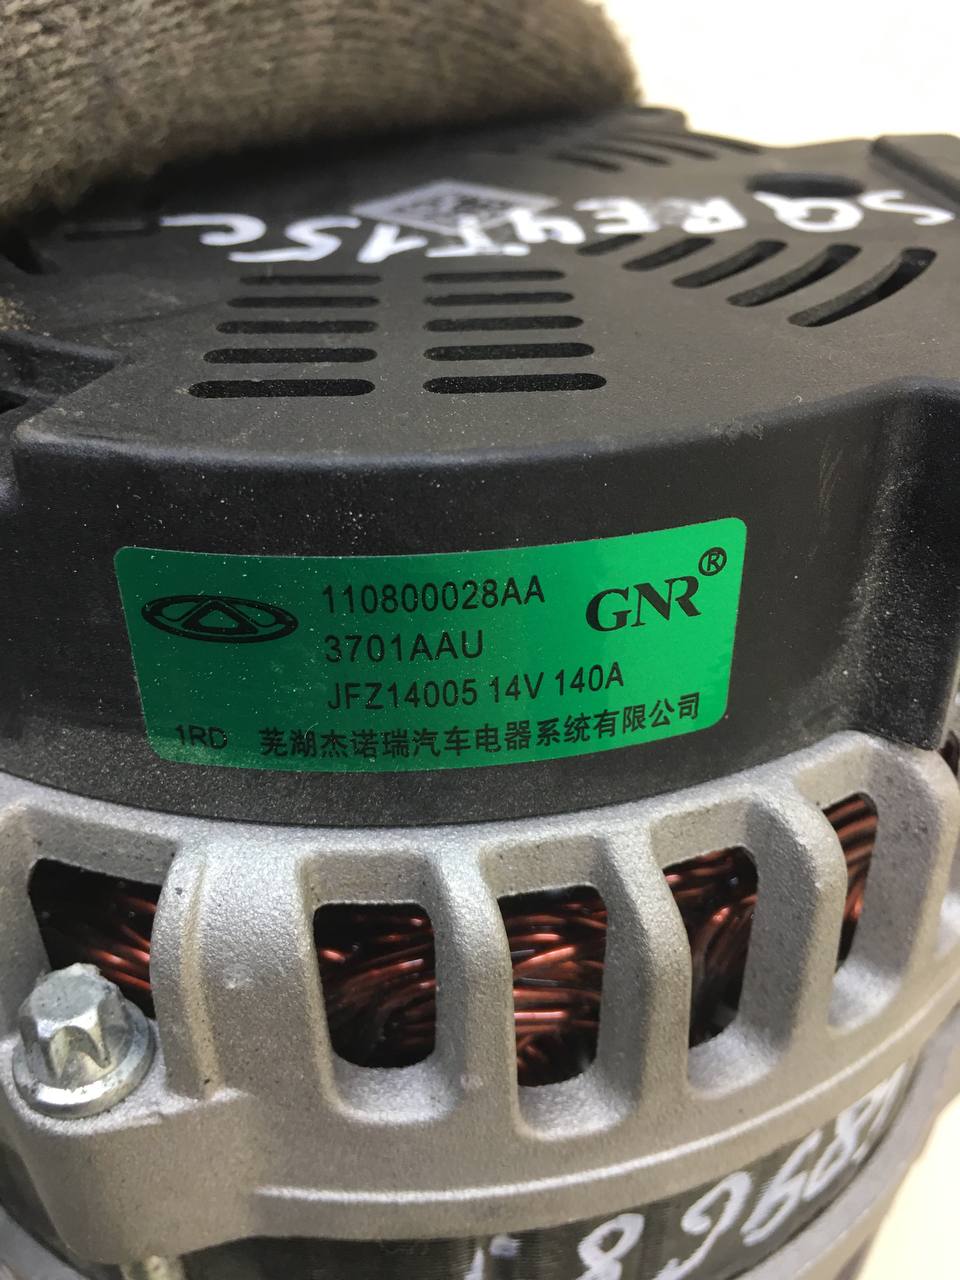 SQRE4T15C
110800028AA
GNR®
3701AAU
JFZ14005 14V 140A
1RD 芜湖杰诺瑞汽车电器系统有限公司